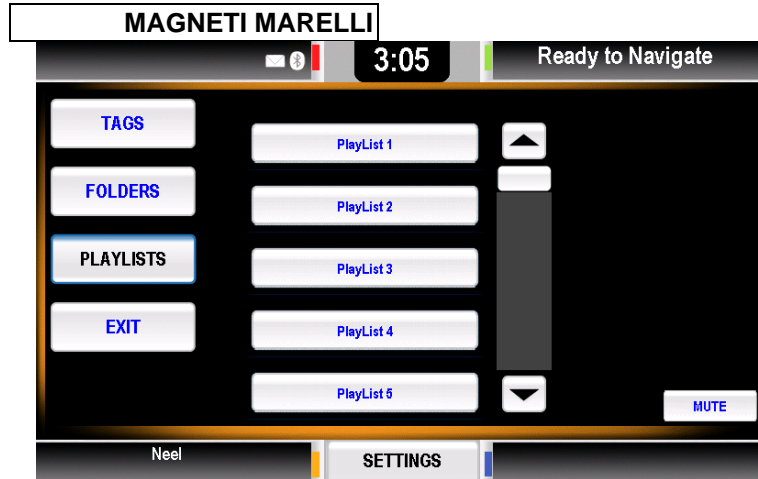 MAGNETI MARELLI
3:05
Ready to Navigate
TAGS
FOLDERS
PLAYLISTS
EXIT
PlayList 1
PlayList 2
PlayList 3
PlayList 4
PlayList 5
MUTE
Neel
SETTINGS